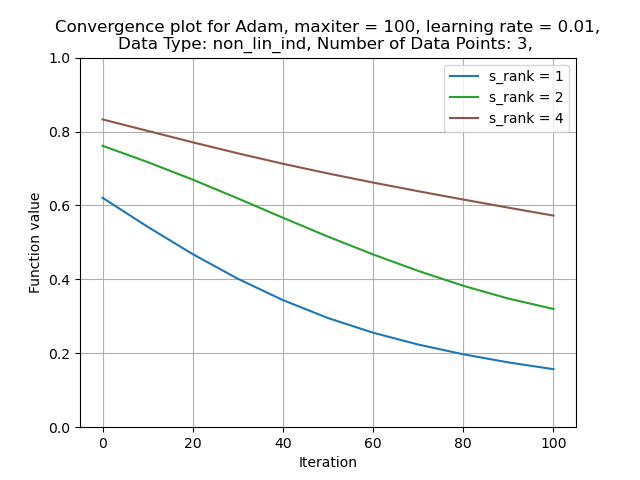 Convergence plot for Adam, maxiter = 100, learning rate = 0.01,
Data Type: non_lin_ind, Number of Data Points: 3,
s_rank = 1
s_rank = 2
s_rank = 4
Function value
1.0
0.8
0.6
0.4
0.2
0.0
0 20 40 60 80 100
Iteration